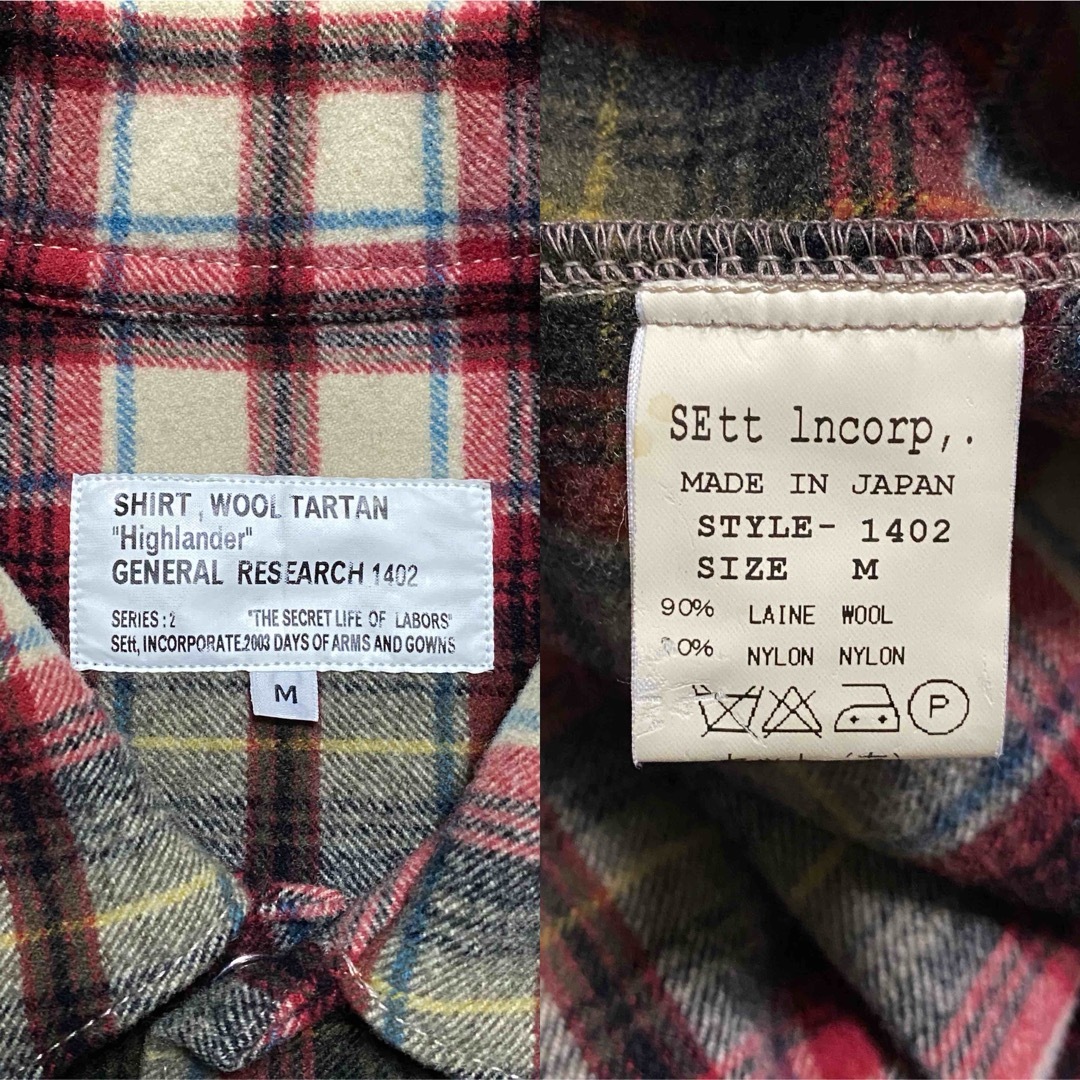 SHIRT, WOOL TARTAN
"Highlander"
GENERAL RESEARCH 1402
SERIES : 2 "THE SECRET LIFE OF LABORS"
SEtt, INCORPORATE.2003 DAYS OF ARMS AND GOWNS
M
SEtt lncorp,.
MADE IN JAPAN
STYLE- 1402
SIZE M
90% LAINE WOOL
10% NYLON NYLON
P